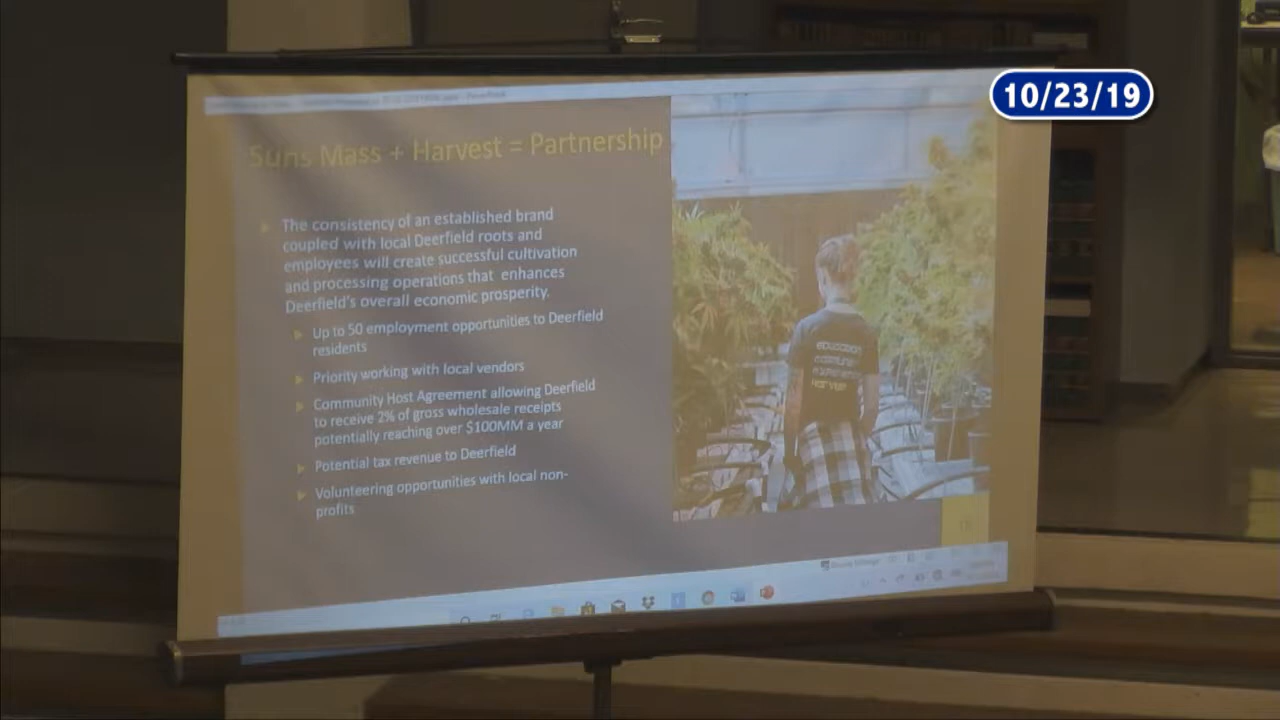 10/23/19
Suns Mass + Harvest = Partnership
The consistency of an established brand
coupled with local Deerfield roots and
employees will create successful cultivation
and processing operations that enhances
Deerfield's overall economic prosperity.
Up to 50 employment opportunities to Deerfield
residents
Priority working with local vendors
Community Host Agreement allowing Deerfield
to receive 2% of gross wholesale receipts
potentially reaching over $100MM a year
Potential tax revenue to Deerfield
Volunteering opportunities with local non-
profits